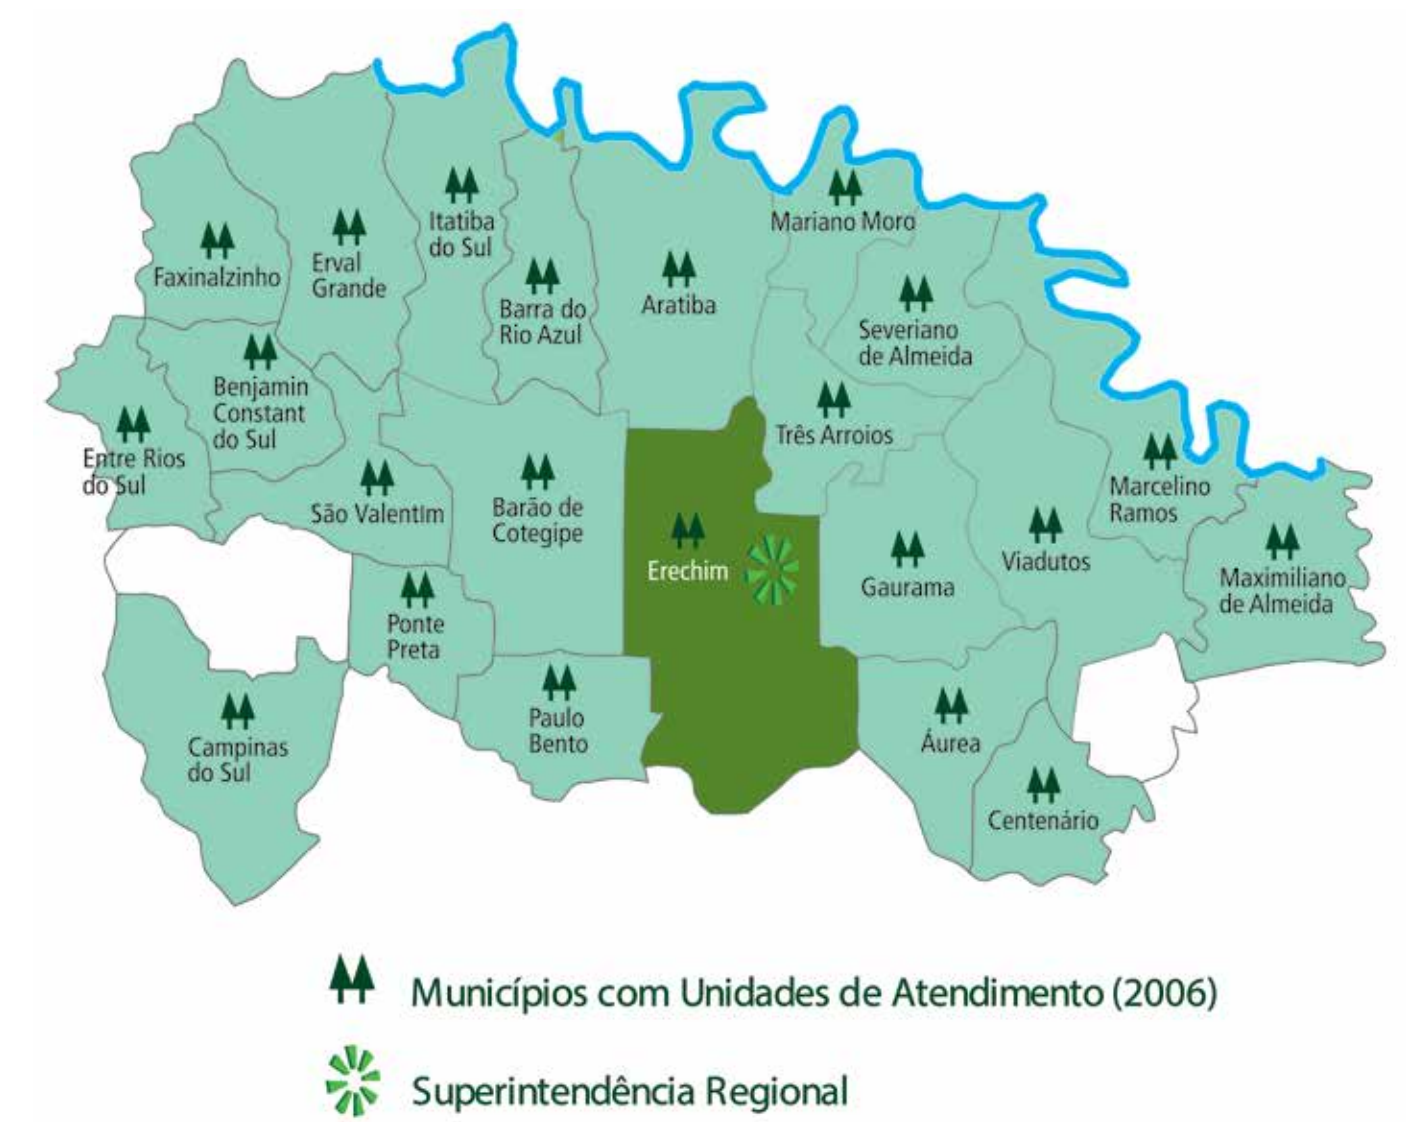 Mariano Moro
Itatiba
do Sul
Faxinalzinho
Erval
Grande
Barra do
Rio Azul
Aratiba
Severiano
de Almeida
Benjamin
Constant
do Sul
Três Arroios
Entre Rios
do Sul
São Valentim
Barão de
Cotegipe
Marcelino
Ramos
Erechim
Gaurama
Viadutos
Maximiliano
de Almeida
Ponte
Preta
Campinas
do Sul
Paulo
Bento
Áurea
Centenário
Municípios com Unidades de Atendimento (2006)
Superintendência Regional